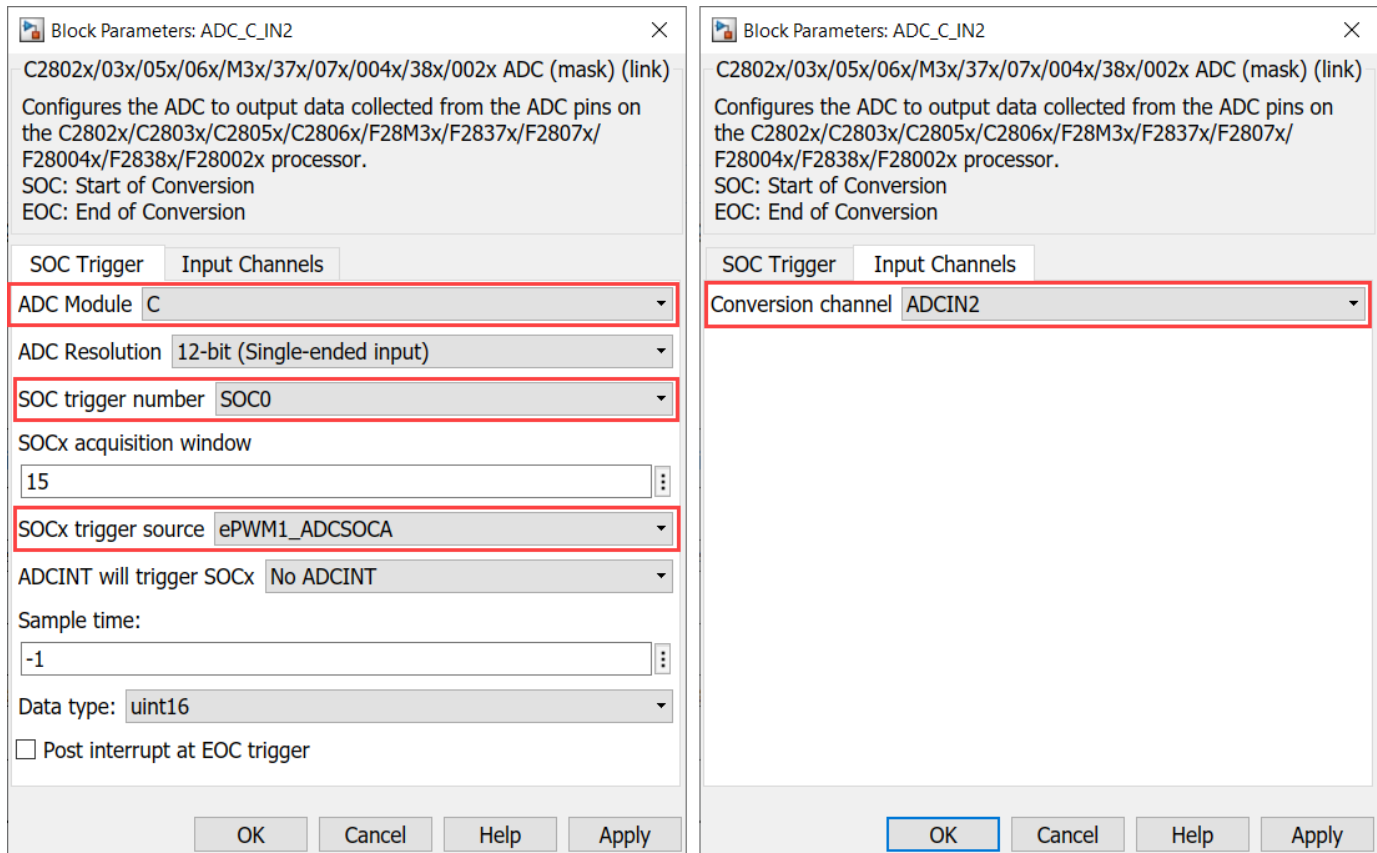 Block Parameters: ADC_C_IN2
C2802x/03x/05x/06x/M3x/37x/07x/004x/38x/002x ADC (mask) (link)
Configures the ADC to output data collected from the ADC pins on
the C2802x/C2803x/C2805x/C2806x/F28M3x/F2837x/F2807x/
F28004x/F2838x/F28002x processor.
SOC: Start of Conversion
EOC: End of Conversion
SOC Trigger Input Channels
ADC Module C
ADC Resolution 12-bit (Single-ended input)
SOC trigger number SOC0
SOCx acquisition window
15
SOCx trigger source ePWM1_ADCSOCA
ADCINT will trigger SOCx No ADCINT
Sample time:
-1
Data type: uint16
Post interrupt at EOC trigger
OK Cancel Help Apply
Block Parameters: ADC_C_IN2
C2802x/03x/05x/06x/M3x/37x/07x/004x/38x/002x ADC (mask) (link)
Configures the ADC to output data collected from the ADC pins on
the C2802x/C2803x/C2805x/C2806x/F28M3x/F2837x/F2807x/
F28004x/F2838x/F28002x processor.
SOC: Start of Conversion
EOC: End of Conversion
SOC Trigger Input Channels
Conversion channel ADCIN2
OK Cancel Help Apply